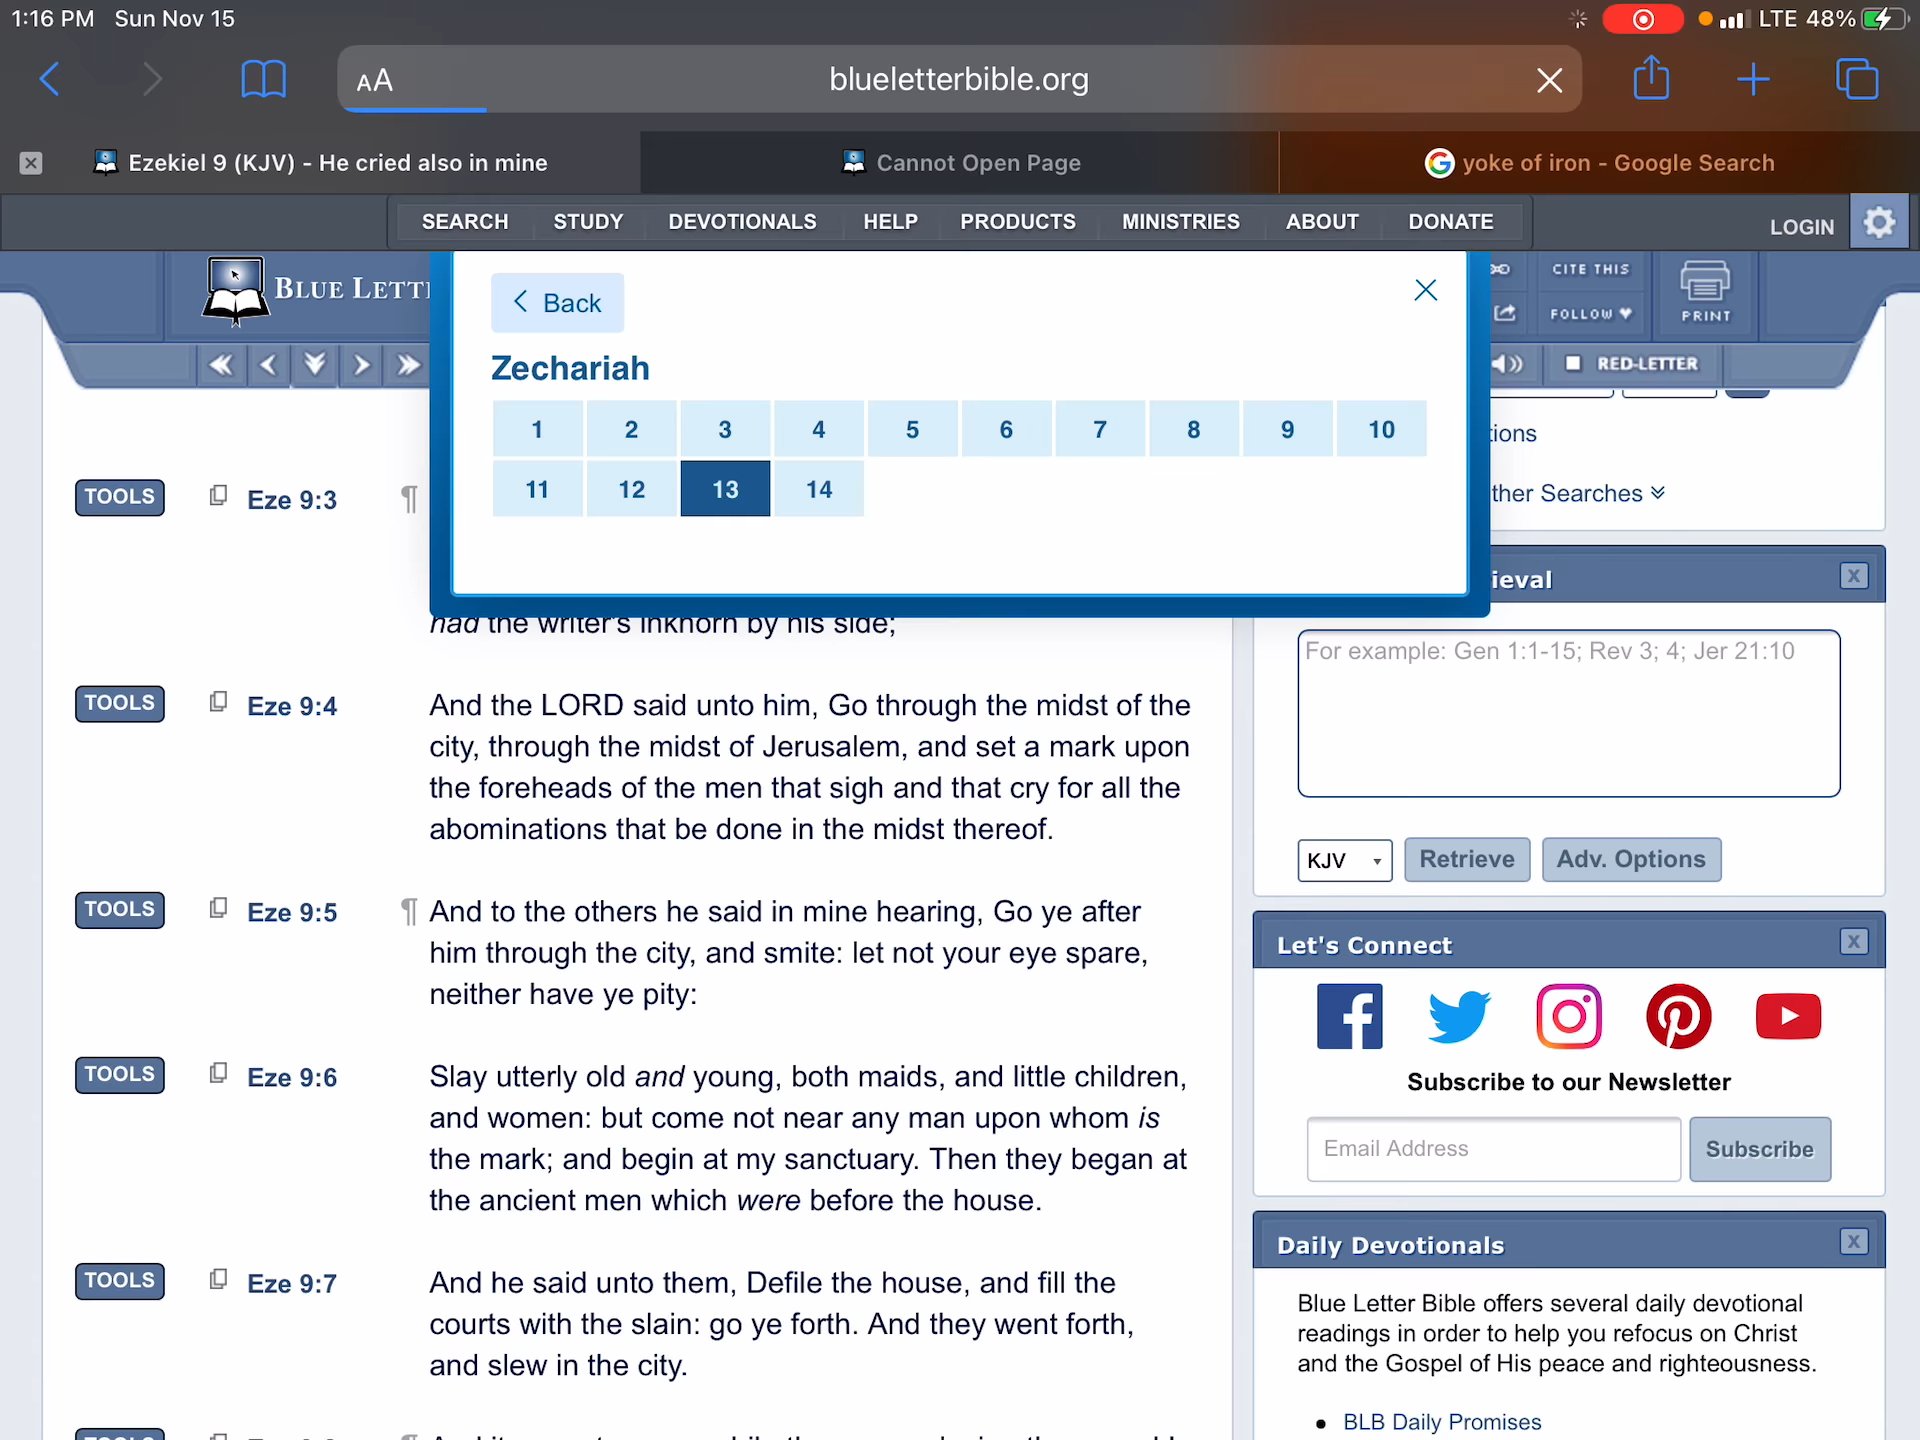 1:16 PM Sun Nov 15
LTE 48%
AA
blueletterbible.org
Ezekiel 9 (KJV) - He cried also in mine
Cannot Open Page
yoke of iron - Google Search
SEARCH STUDY DEVOTIONALS HELP PRODUCTS MINISTRIES ABOUT DONATE
LOGIN
BLUE LETT
CITE THIS
FOLLOW
PRINT
RED-LETTER
Back
Zechariah
1 2 3 4 5 6 7 8 9 10
11 12 13 14
TOOLS Eze 9:3 ¶
had the writer's inkhorn by his side;
TOOLS Eze 9:4 And the LORD said unto him, Go through the midst of the
city, through the midst of Jerusalem, and set a mark upon
the foreheads of the men that sigh and that cry for all the
abominations that be done in the midst thereof.
TOOLS Eze 9:5 ¶ And to the others he said in mine hearing, Go ye after
him through the city, and smite: let not your eye spare,
neither have ye pity:
TOOLS Eze 9:6 Slay utterly old and young, both maids, and little children,
and women: but come not near any man upon whom is
the mark; and begin at my sanctuary. Then they began at
the ancient men which were before the house.
TOOLS Eze 9:7 And he said unto them, Defile the house, and fill the
courts with the slain: go ye forth. And they went forth,
and slew in the city.
tions
ther Searches
ieval
X
For example: Gen 1:1-15; Rev 3; 4; Jer 21:10
KJV Retrieve Adv. Options
Let's Connect
X
Subscribe to our Newsletter
Email Address Subscribe
Daily Devotionals
X
Blue Letter Bible offers several daily devotional
readings in order to help you refocus on Christ
and the Gospel of His peace and righteousness.
• BLB Daily Promises